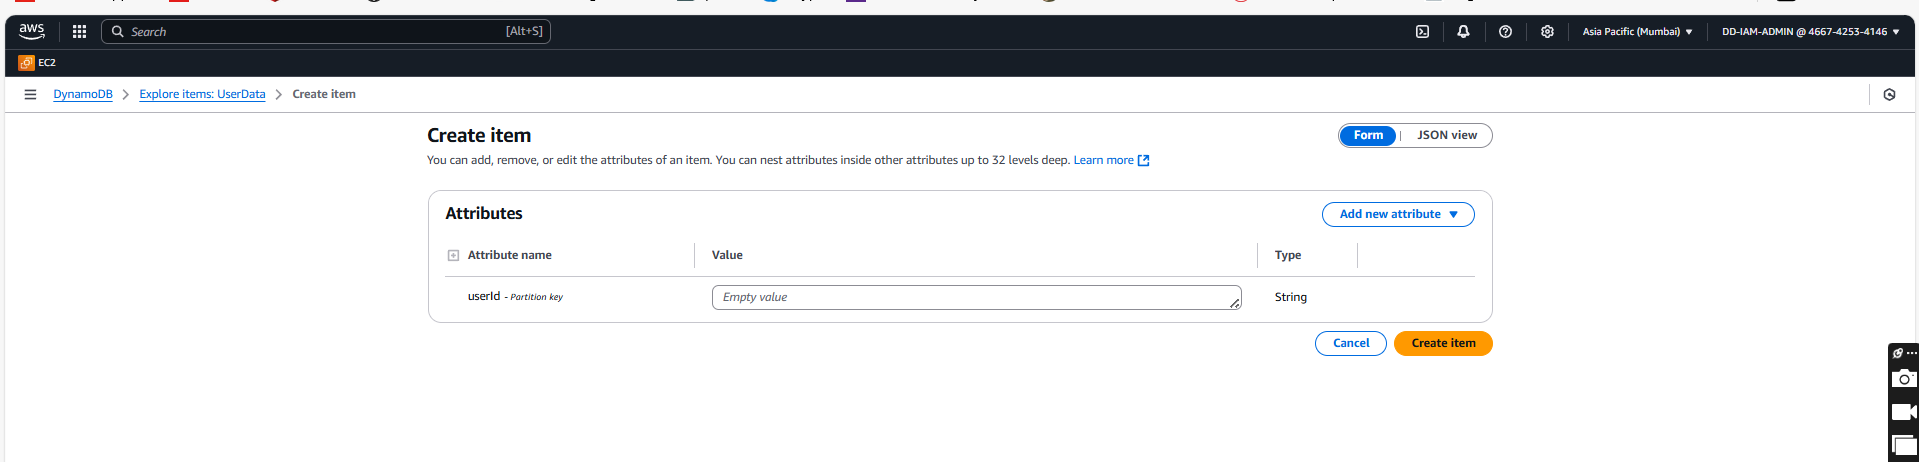 aws
Search [Alt+S]
Asia Pacific (Mumbai) ▼ DD-IAM-ADMIN @ 4667-4253-4146 ▼
EC2
DynamoDB > Explore items: UserData > Create item
Create item
Form | JSON view
You can add, remove, or edit the attributes of an item. You can nest attributes inside other attributes up to 32 levels deep. Learn more
Attributes
Add new attribute ▼
Attribute name Value Type
userId - Partition key Empty value String
Cancel Create item